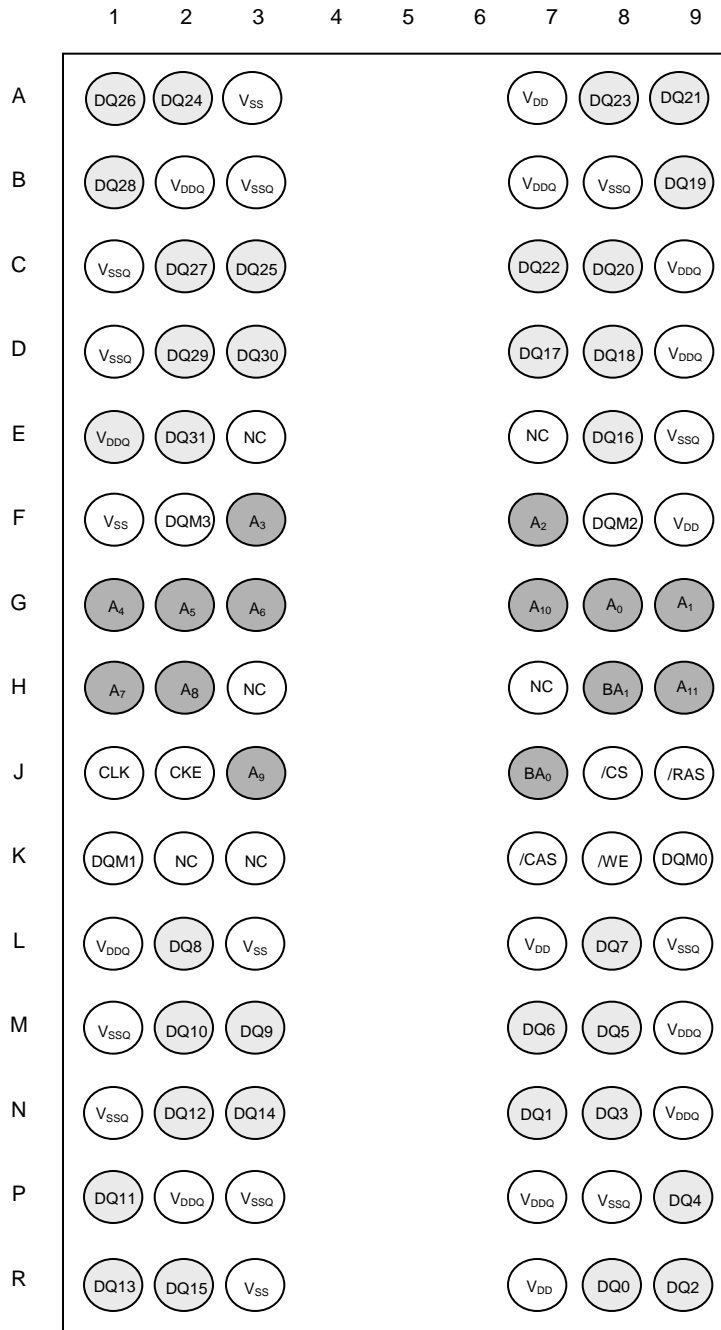 1 2 3 4 5 6 7 8 9
A DQ26 DQ24 VSS VDD DQ23 DQ21
B DQ28 VDDQ VSSQ VDDQ VSSQ DQ19
C VSSQ DQ27 DQ25 DQ22 DQ20 VDDQ
D VSSQ DQ29 DQ30 DQ17 DQ18 VDDQ
E VDDQ DQ31 NC NC DQ16 VSSQ
F VSS DQM3 A3 A2 DQM2 VDD
G A4 A5 A6 A10 A0 A1
H A7 A8 NC NC BA1 A11
J CLK CKE A9 BA0 /CS /RAS
K DQM1 NC NC /CAS /WE DQM0
L VDDQ DQ8 VSS VDD DQ7 VSSQ
M VSSQ DQ10 DQ9 DQ6 DQ5 VDDQ
N VSSQ DQ12 DQ14 DQ1 DQ3 VDDQ
P DQ11 VDDQ VSSQ VDDQ VSSQ DQ4
R DQ13 DQ15 VSS VDD DQ0 DQ2